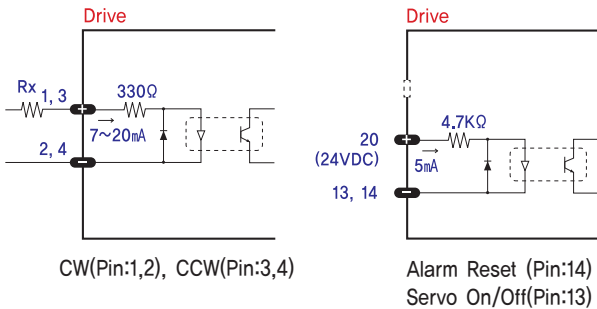 Drive
Rx
1, 3
+
330Ω
7~20mA
2, 4
−
CW(Pin:1,2), CCW(Pin:3,4)
Drive
20
(24VDC)
+
4.7KΩ
5mA
13, 14
−
Alarm Reset (Pin:14)
Servo On/Off(Pin:13)